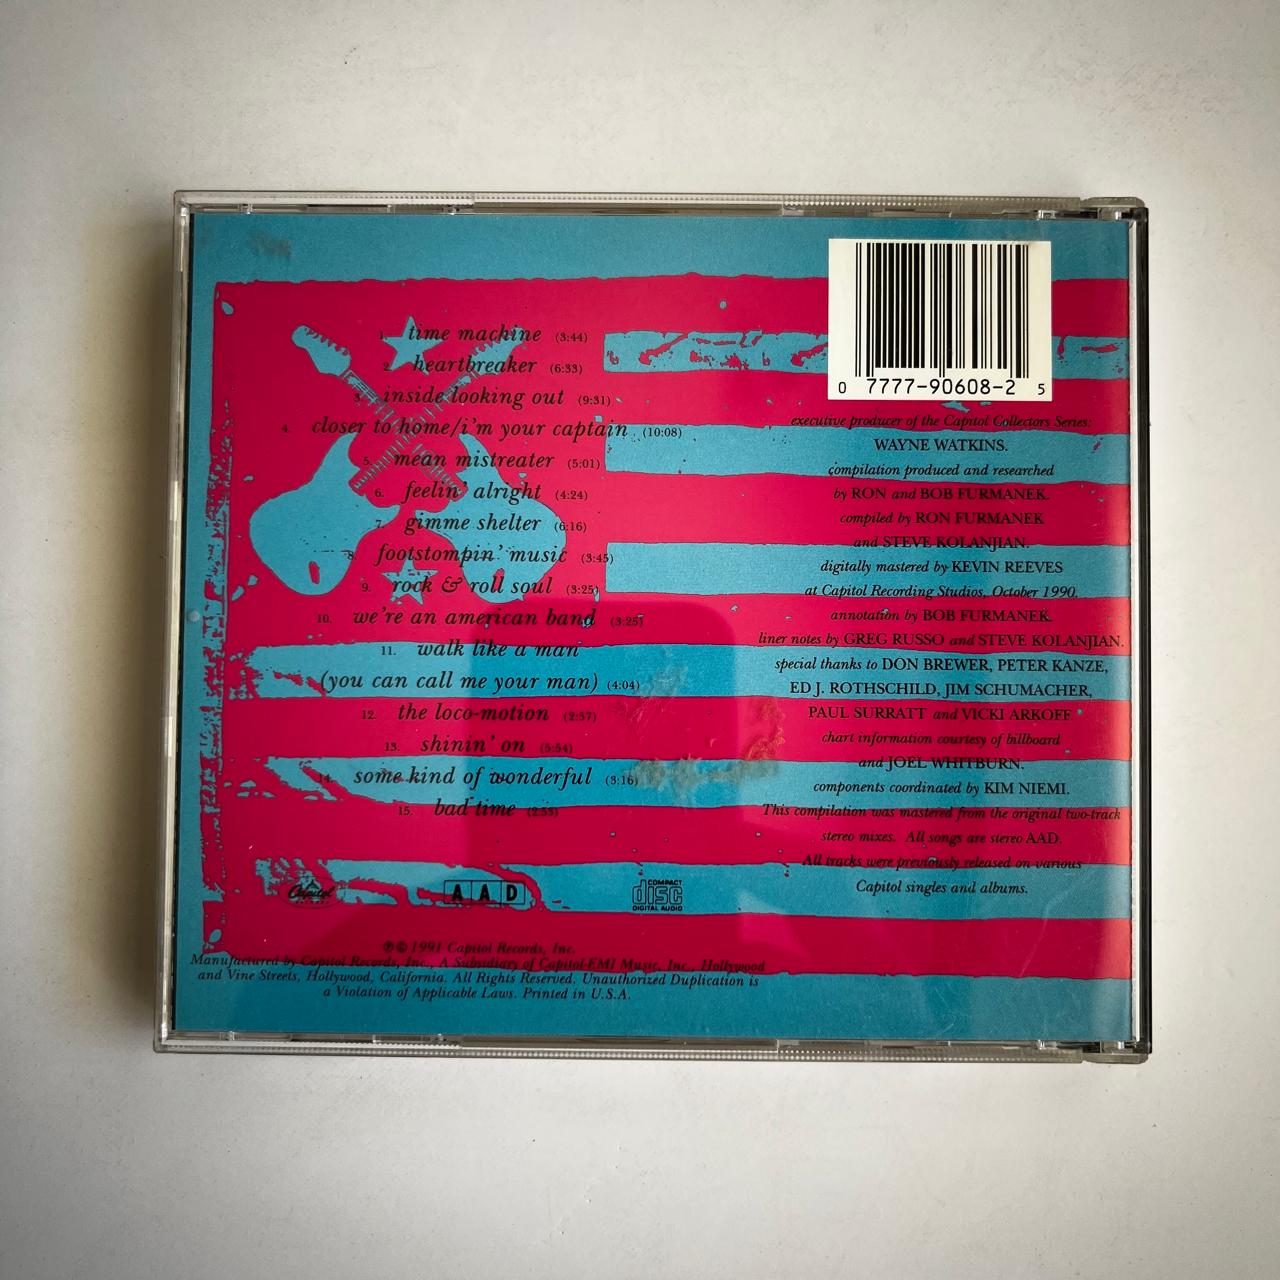 1. time machine (3:44)
2. heartbreaker (6:33)
3. inside looking out (9:31)
4. closer to home/i'm your captain (10:08)
5. mean mistreater (5:01)
6. feelin' alright (4:24)
7. gimme shelter (6:16)
8. footstompin' music (3:45)
9. rock & roll soul (3:25)
10. we're an american band (3:25)
11. walk like a man
(you can call me your man) (4:04)
12. the loco-motion (2:37)
13. shinin' on (5:54)
14. some kind of wonderful (3:16)
15. bad time (2:55)
Capitol
AAD
COMPACT
disc
DIGITAL AUDIO
℗© 1991 Capitol Records, Inc.
Manufactured by Capitol Records, Inc., A Subsidiary of Capitol-EMI Music, Inc., Hollywood
and Vine Streets, Hollywood, California. All Rights Reserved. Unauthorized Duplication is
a Violation of Applicable Laws. Printed in U.S.A.
0 7777-90608-2 5
executive producer of the Capitol Collectors Series:
WAYNE WATKINS.
compilation produced and researched
by RON and BOB FURMANEK.
compiled by RON FURMANEK
and STEVE KOLANJIAN.
digitally mastered by KEVIN REEVES
at Capitol Recording Studios, October 1990.
annotation by BOB FURMANEK.
liner notes by GREG RUSSO and STEVE KOLANJIAN.
special thanks to DON BREWER, PETER KANZE,
ED J. ROTHSCHILD, JIM SCHUMACHER,
PAUL SURRATT and VICKI ARKOFF.
chart information courtesy of billboard
and JOEL WHITBURN.
components coordinated by KIM NIEMI.
This compilation was mastered from the original two-track
stereo mixes. All songs are stereo AAD.
All tracks were previously released on various
Capitol singles and albums.